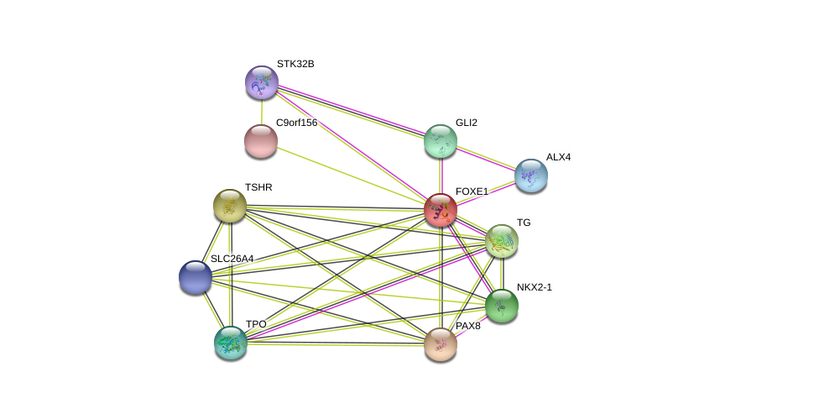 STK32B
C9orf156
GLI2
ALX4
TSHR
FOXE1
TG
SLC26A4
NKX2-1
TPO
PAX8